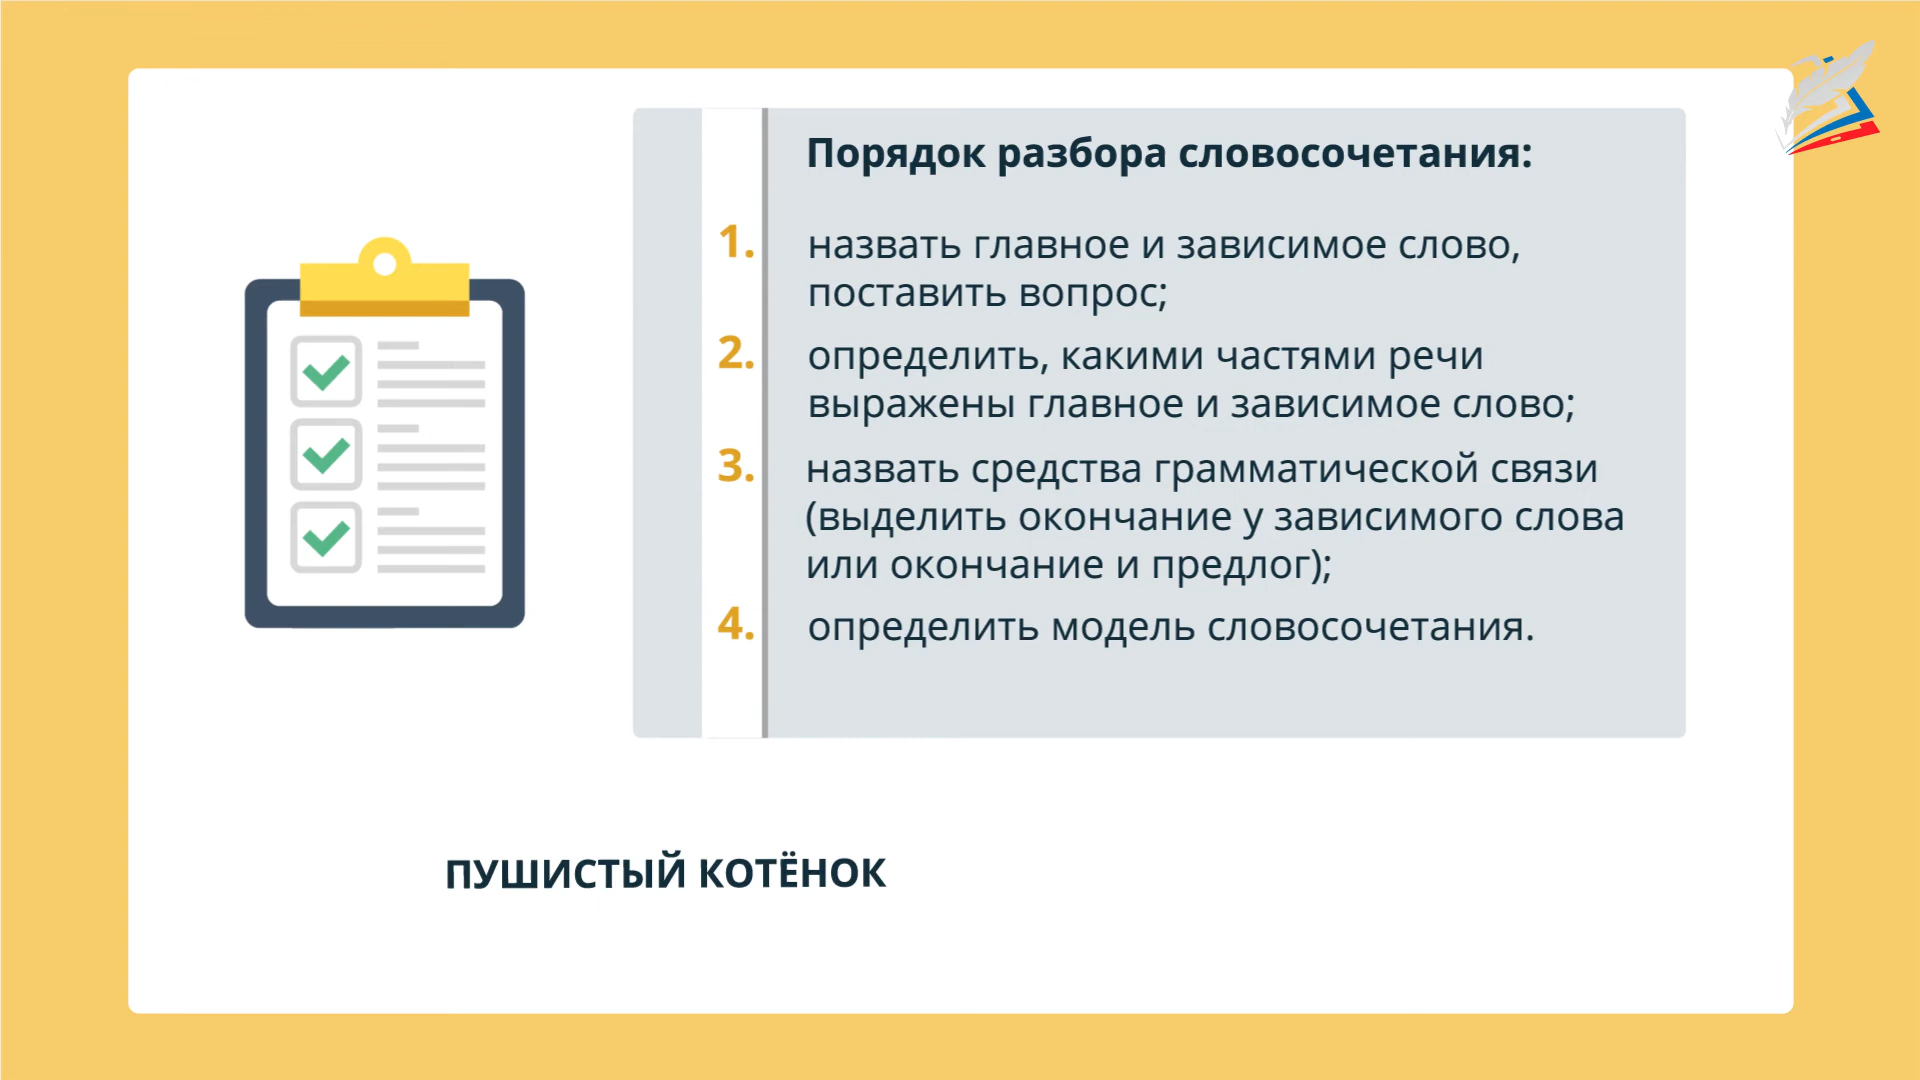 Порядок разбора словосочетания:
1. назвать главное и зависимое слово,
поставить вопрос;
2. определить, какими частями речи
выражены главное и зависимое слово;
3. назвать средства грамматической связи
(выделить окончание у зависимого слова
или окончание и предлог);
4. определить модель словосочетания.
ПУШИСТЫЙ КОТЁНОК